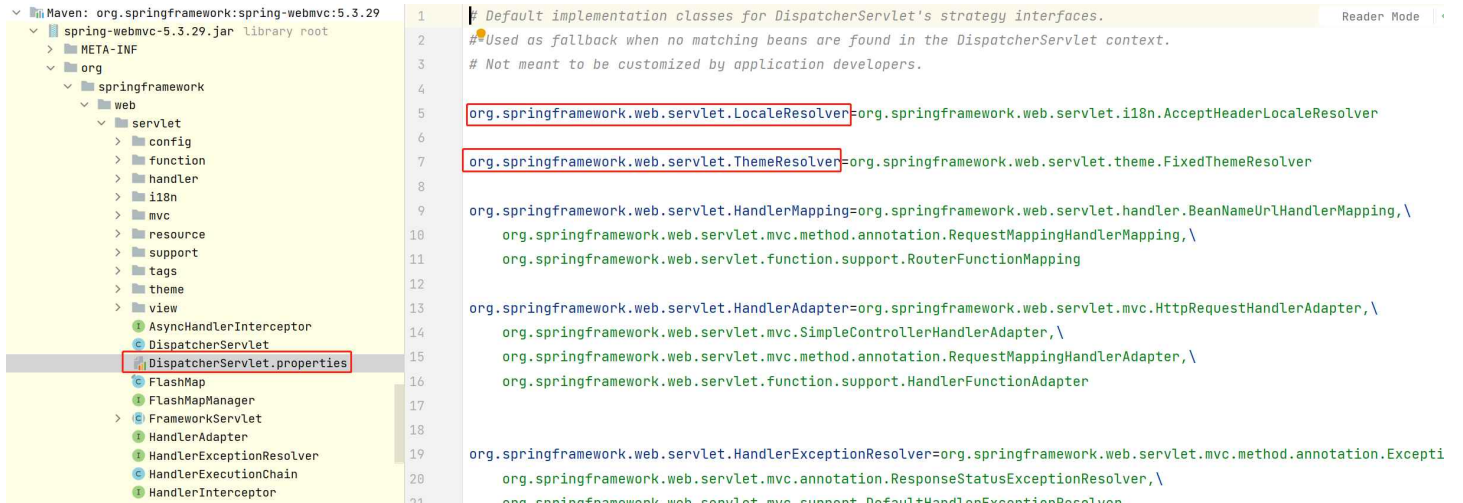 Maven: org.springframework:spring-webmvc:5.3.29
spring-webmvc-5.3.29.jar library root
META-INF
org
springframework
web
servlet
config
function
handler
i18n
mvc
resource
support
tags
theme
view
AsyncHandlerInterceptor
DispatcherServlet
DispatcherServlet.properties
FlashMap
FlashMapManager
FrameworkServlet
HandlerAdapter
HandlerExceptionResolver
HandlerExecutionChain
HandlerInterceptor
Reader Mode
1 # Default implementation classes for DispatcherServlet's strategy interfaces.
2 # Used as fallback when no matching beans are found in the DispatcherServlet context.
3 # Not meant to be customized by application developers.
4
5 org.springframework.web.servlet.LocaleResolver=org.springframework.web.servlet.i18n.AcceptHeaderLocaleResolver
6
7 org.springframework.web.servlet.ThemeResolver=org.springframework.web.servlet.theme.FixedThemeResolver
8
9 org.springframework.web.servlet.HandlerMapping=org.springframework.web.servlet.handler.BeanNameUrlHandlerMapping,\
10 org.springframework.web.servlet.mvc.method.annotation.RequestMappingHandlerMapping,\
11 org.springframework.web.servlet.function.support.RouterFunctionMapping
12
13 org.springframework.web.servlet.HandlerAdapter=org.springframework.web.servlet.mvc.HttpRequestHandlerAdapter,\
14 org.springframework.web.servlet.mvc.SimpleControllerHandlerAdapter,\
15 org.springframework.web.servlet.mvc.method.annotation.RequestMappingHandlerAdapter,\
16 org.springframework.web.servlet.function.support.HandlerFunctionAdapter
17
18
19 org.springframework.web.servlet.HandlerExceptionResolver=org.springframework.web.servlet.mvc.method.annotation.Excepti
20 org.springframework.web.servlet.mvc.annotation.ResponseStatusExceptionResolver,\
21 org.springframework.web.servlet.mvc.support.DefaultHandlerExceptionResolver